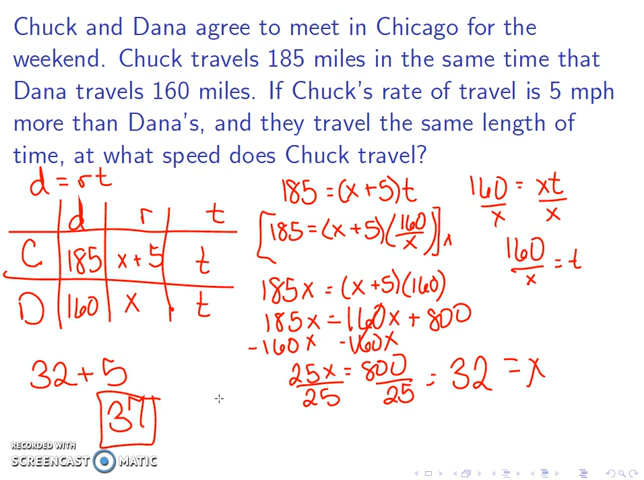 Chuck and Dana agree to meet in Chicago for the
weekend. Chuck travels 185 miles in the same time that
Dana travels 160 miles. If Chuck's rate of travel is 5 mph
more than Dana's, and they travel the same length of
time, at what speed does Chuck travel?
d = rt
d r t
C 185 x+5 t
D 160 x t
32 + 5
37
185 = (x+5)t
[185 = (x+5)(160/x)]x
185x = (x+5)(160)
185x = 160x + 800
-160x -160x
25x/25 = 800/25 = 32 = x
160/x = xt/x
160/x = t
RECORDED WITH
SCREENCAST MATIC